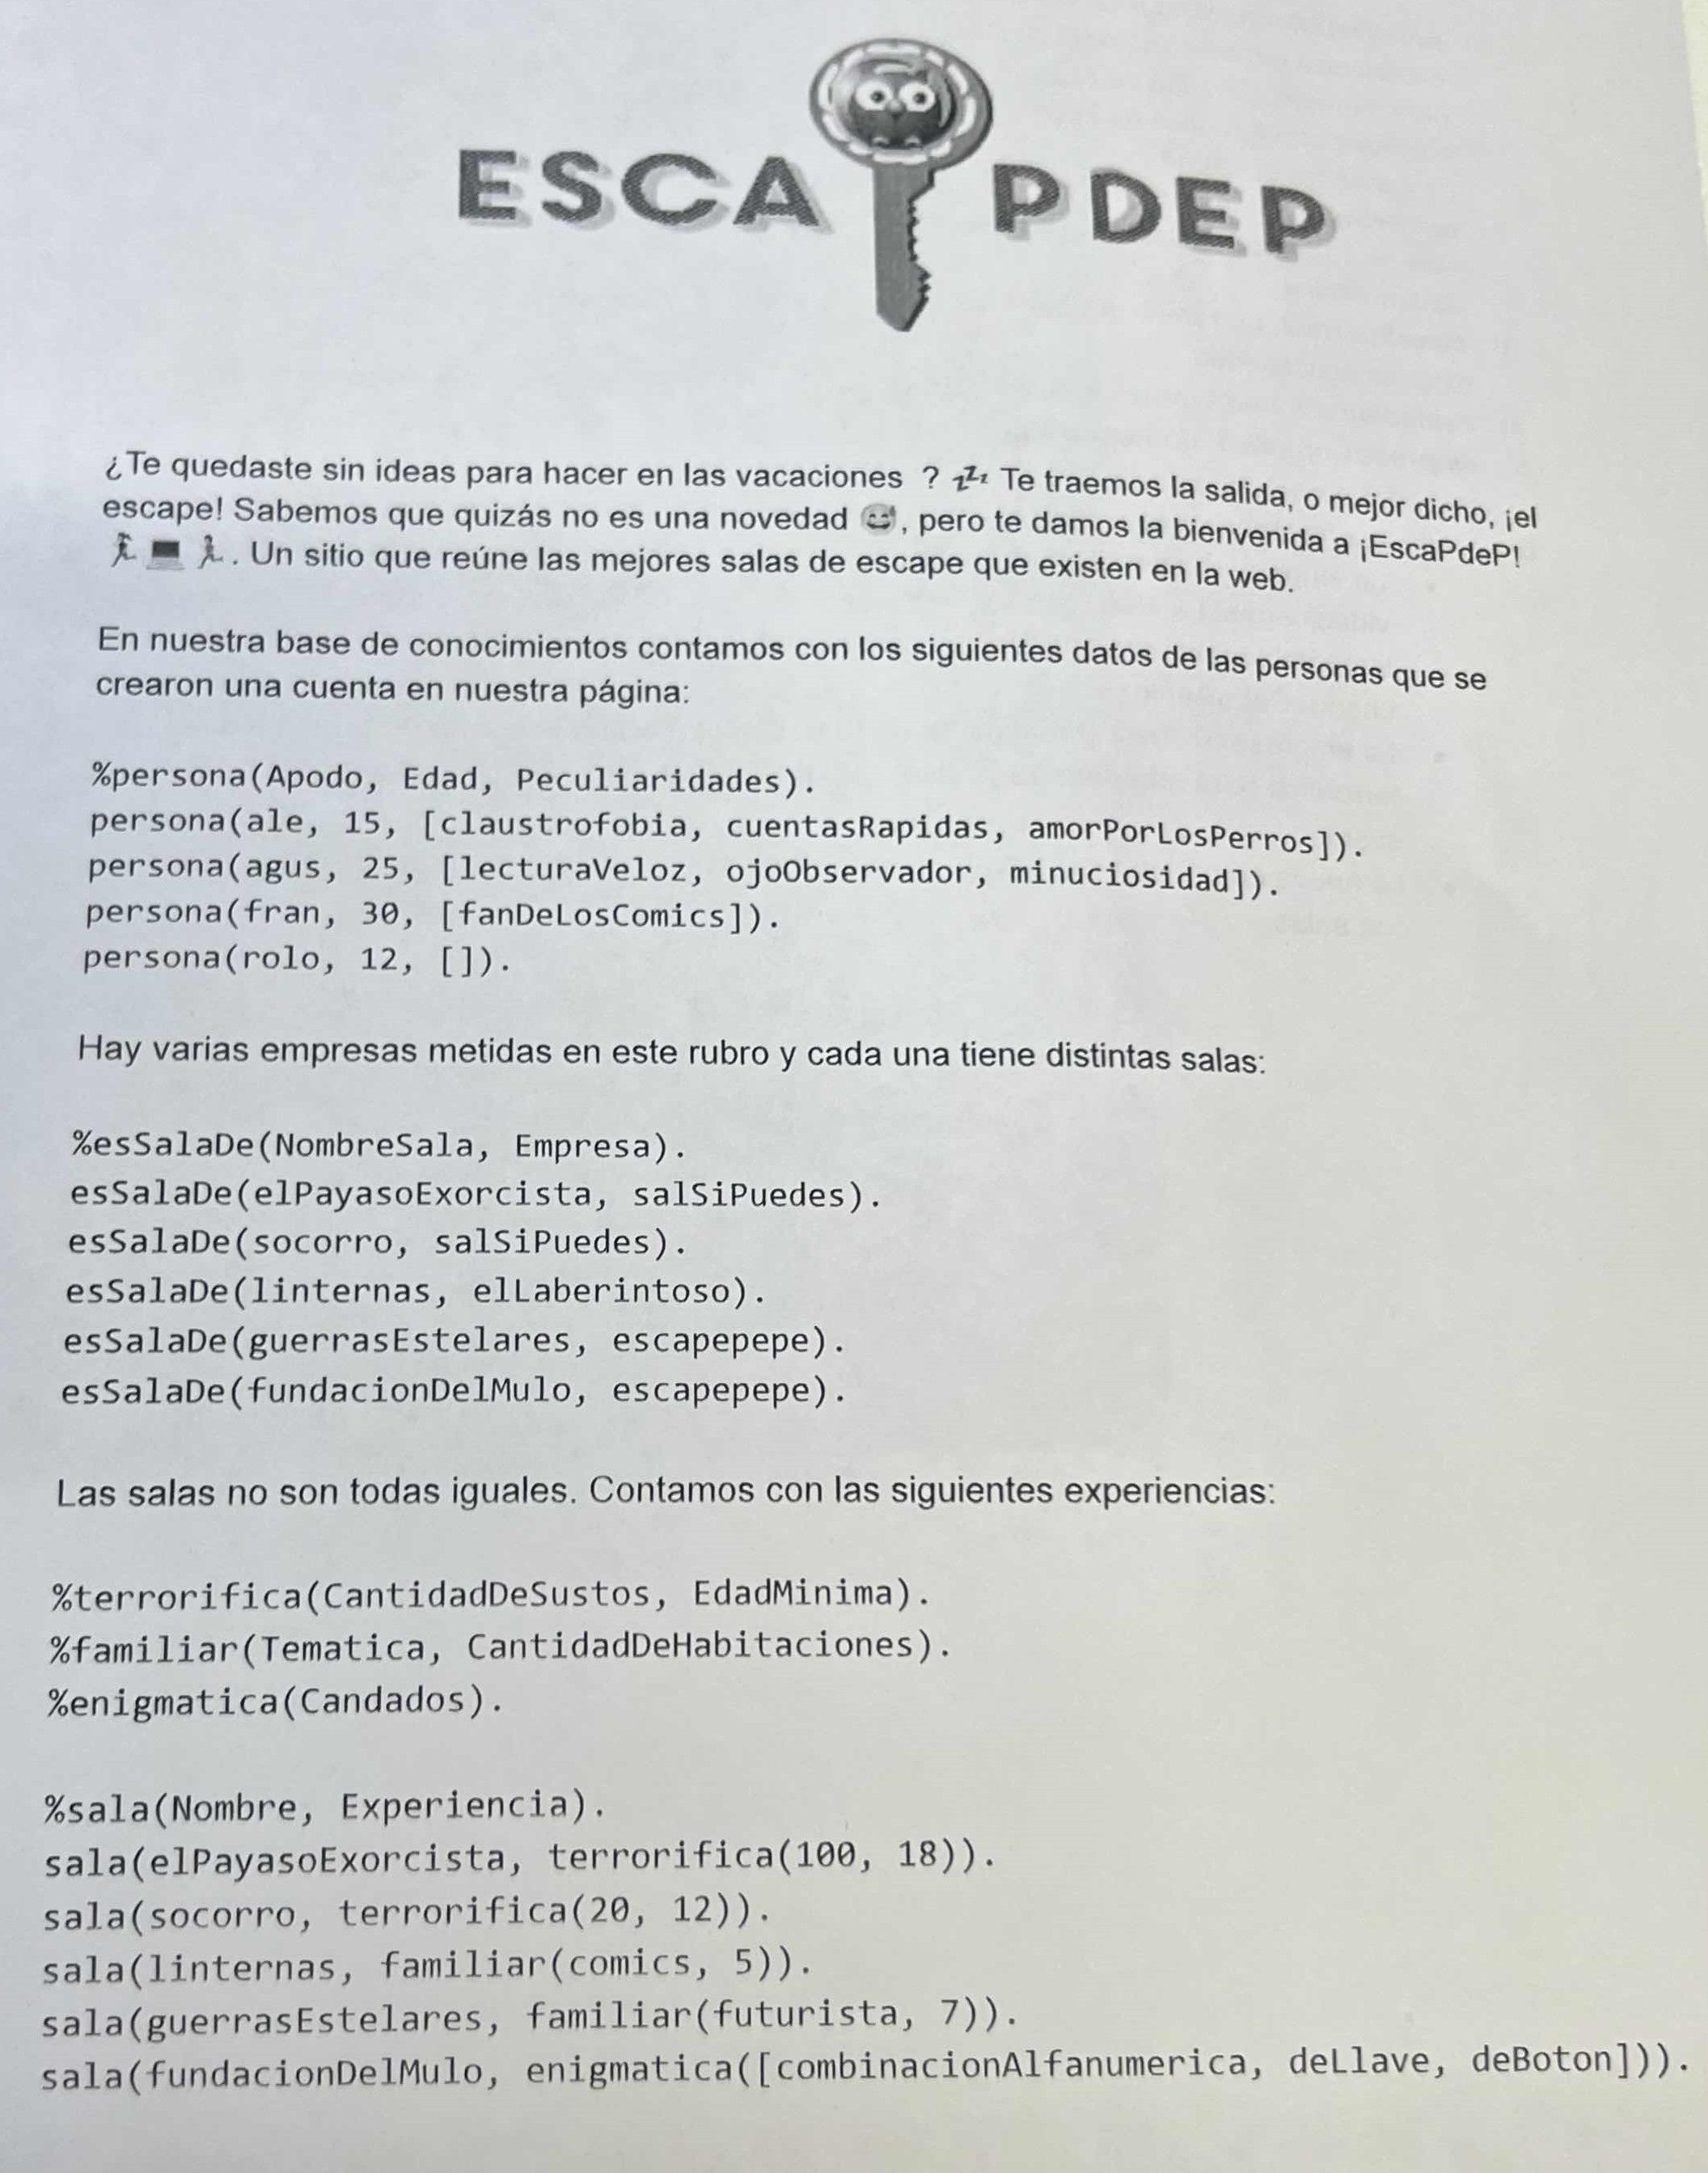 ESCA PDEP
¿Te quedaste sin ideas para hacer en las vacaciones ? 💤 Te traemos la salida, o mejor dicho, ¡el
escape! Sabemos que quizás no es una novedad 😅, pero te damos la bienvenida a ¡EscaPdeP!
🏃 💻 🏃. Un sitio que reúne las mejores salas de escape que existen en la web.
En nuestra base de conocimientos contamos con los siguientes datos de las personas que se
crearon una cuenta en nuestra página:
%persona(Apodo, Edad, Peculiaridades).
persona(ale, 15, [claustrofobia, cuentasRapidas, amorPorLosPerros]).
persona(agus, 25, [lecturaVeloz, ojoObservador, minuciosidad]).
persona(fran, 30, [fanDeLosComics]).
persona(rolo, 12, []).
Hay varias empresas metidas en este rubro y cada una tiene distintas salas:
%esSalaDe(NombreSala, Empresa).
esSalaDe(elPayasoExorcista, salSiPuedes).
esSalaDe(socorro, salSiPuedes).
esSalaDe(linternas, elLaberintoso).
esSalaDe(guerrasEstelares, escapepepe).
esSalaDe(fundacionDelMulo, escapepepe).
Las salas no son todas iguales. Contamos con las siguientes experiencias:
%terrorifica(CantidadDeSustos, EdadMinima).
%familiar(Tematica, CantidadDeHabitaciones).
%enigmatica(Candados).
%sala(Nombre, Experiencia).
sala(elPayasoExorcista, terrorifica(100, 18)).
sala(socorro, terrorifica(20, 12)).
sala(linternas, familiar(comics, 5)).
sala(guerrasEstelares, familiar(futurista, 7)).
sala(fundacionDelMulo, enigmatica([combinacionAlfanumerica, deLlave, deBoton])).